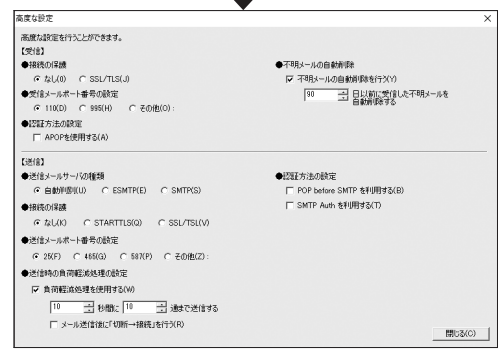 高度な設定
高度な設定を行うことができます。
【受信】
●接続の保護
なし(I) SSL/TLS(J)
●受信メールポート番号の設定
110(D) 995(H) その他(O):
●認証方法の設定
APOPを使用する(A)
●不明メールの自動削除
不明メールの自動削除を行う(Y)
90 日以前に受信した不明メールを
自動削除する
【送信】
●送信メールサーバの種類
自動判別(U) ESMTP(E) SMTP(S)
●接続の保護
なし(K) STARTTLS(Q) SSL/TSL(V)
●送信メールポート番号の設定
25(F) 465(G) 587(P) その他(Z):
●送信時の負荷軽減処理の設定
負荷軽減処理を使用する(W)
10 秒間に 10 通まで送信する
メール送信後に「切断→接続」を行う(R)
●認証方法の設定
POP before SMTP を利用する(B)
SMTP Auth を利用する(T)
閉じる(C)